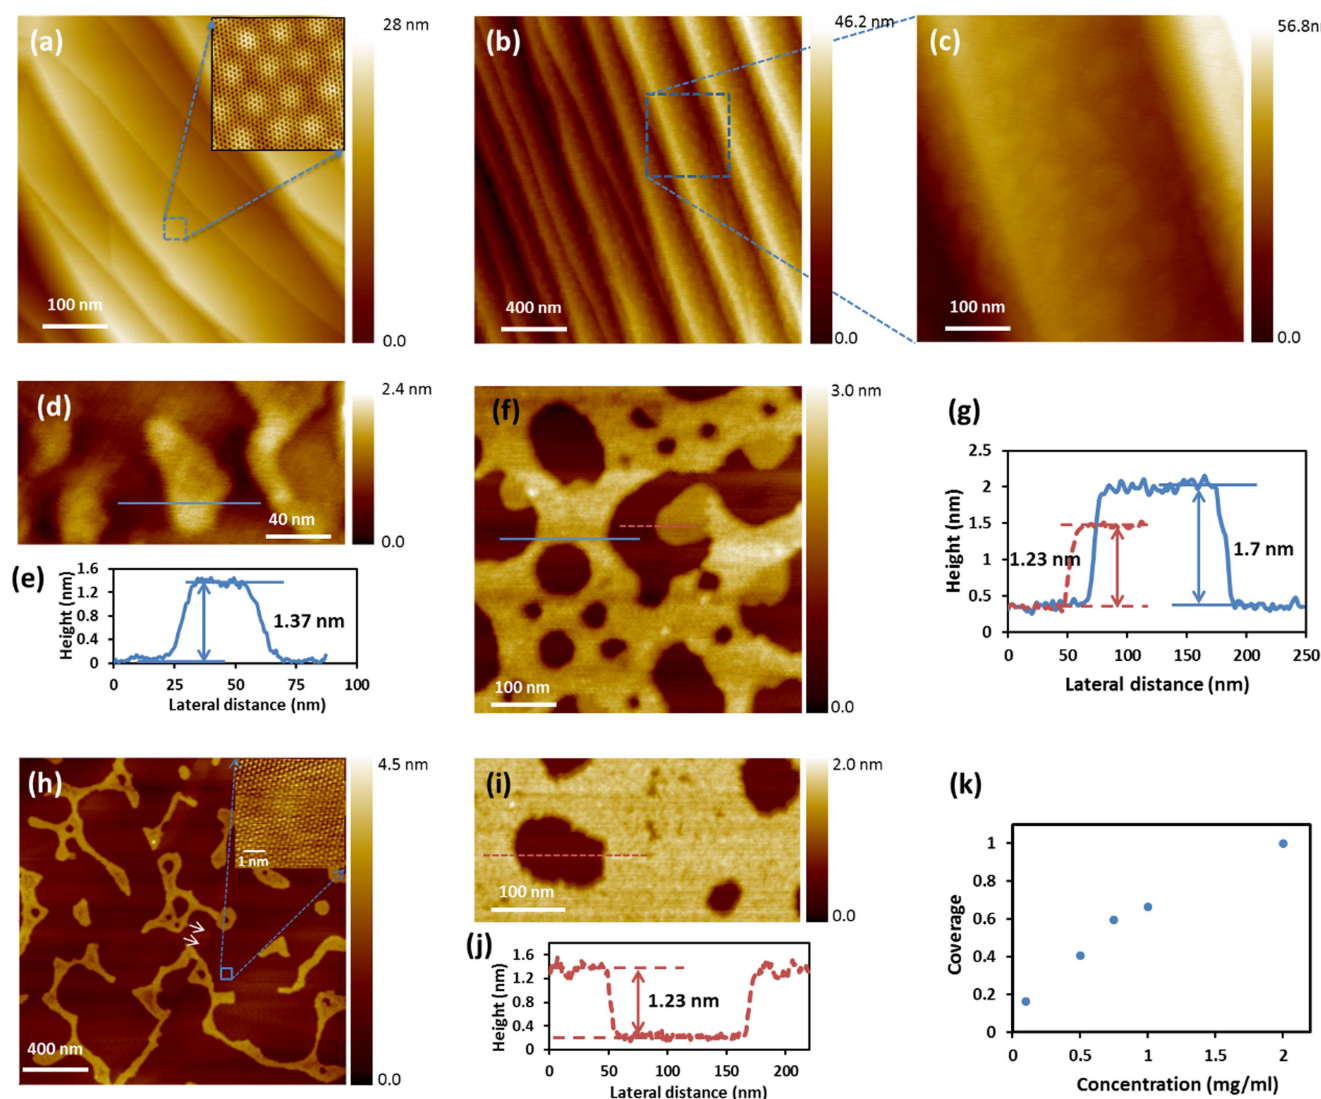 (a)
28 nm
100 nm
0.0
(b)
46.2 nm
400 nm
0.0
(c)
56.8n
100 nm
0.0
(d)
2.4 nm
40 nm
0.0
(e)
Height (nm)
1.6
1.2
0.8
0.4
0
1.37 nm
0 25 50 75 100
Lateral distance (nm)
(f)
3.0 nm
100 nm
0.0
(g)
Height (nm)
2.5
2
1.5
1
0.5
0
1.23 nm
1.7 nm
0 50 100 150 200 250
Lateral distance (nm)
(h)
4.5 nm
1 nm
400 nm
0.0
(i)
2.0 nm
100 nm
0.0
(j)
Height (nm)
1.6
1.2
0.8
0.4
0
1.23 nm
0 50 100 150 200
Lateral distance (nm)
(k)
Coverage
1
0.8
0.6
0.4
0.2
0
0 0.5 1 1.5 2
Concentration (mg/ml)